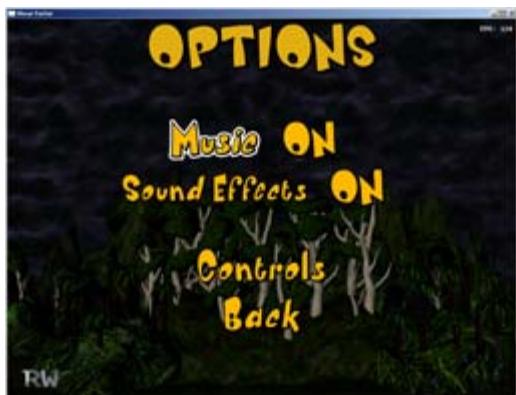 OPTIONS
Music ON
Sound Effects ON
Controls
Back
RW